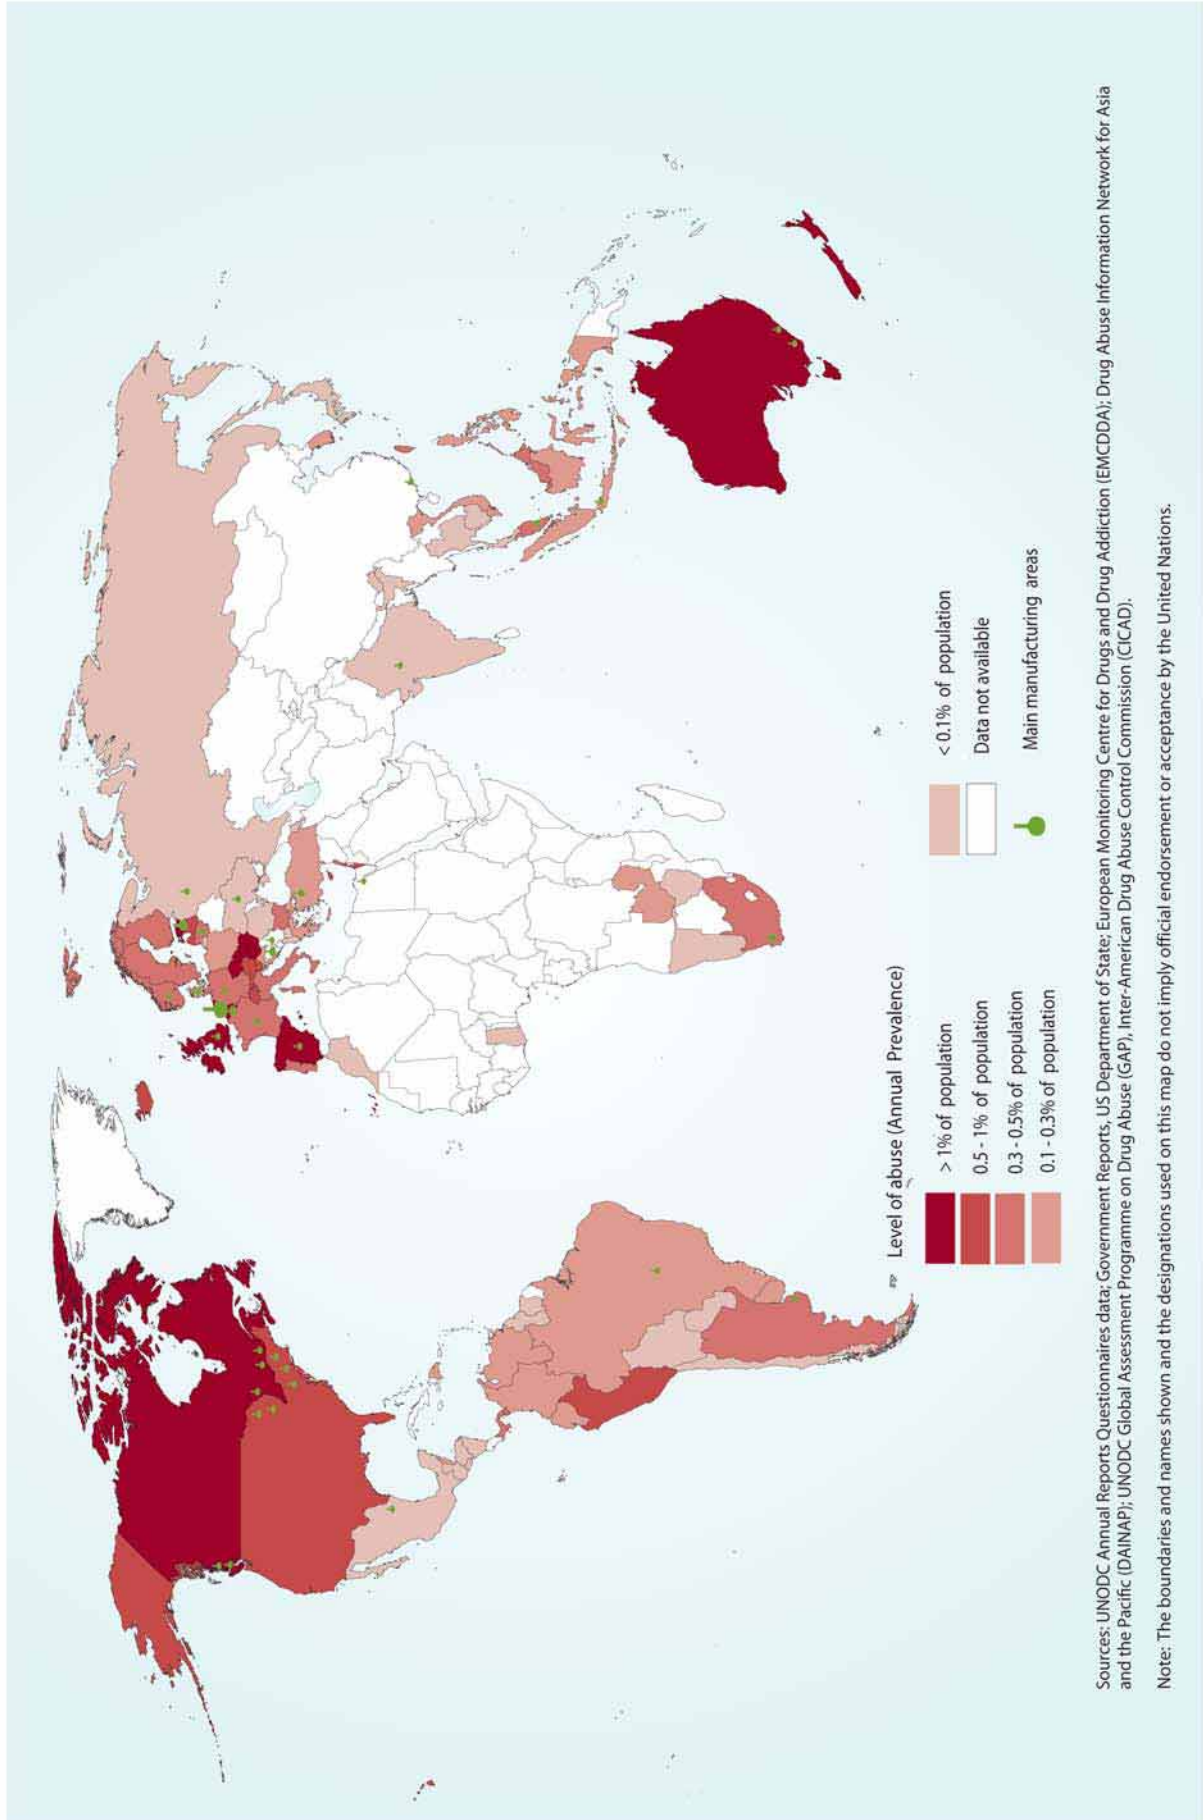 Level of abuse (Annual Prevalence)
> 1% of population
0.5 - 1% of population
0.3 - 0.5% of population
0.1 - 0.3% of population
< 0.1% of population
Data not available
Main manufacturing areas
Sources: UNODC Annual Reports Questionnaires data; Government Reports, US Department of State; European Monitoring Centre for Drugs and Drug Addiction (EMCDDA); Drug Abuse Information Network for Asia
and the Pacific (DAINAP); UNODC Global Assessment Programme on Drug Abuse (GAP), Inter-American Drug Abuse Control Commission (CICAD).
Note: The boundaries and names shown and the designations used on this map do not imply official endorsement or acceptance by the United Nations.